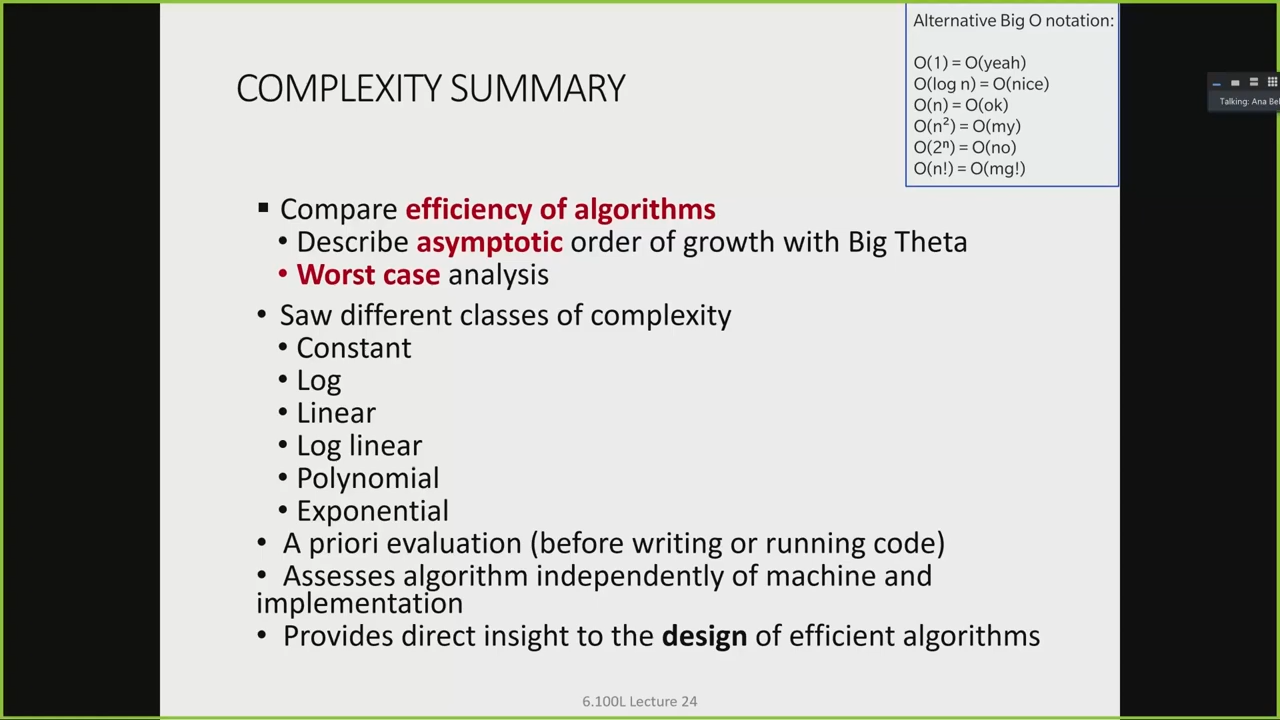 Alternative Big O notation:
O(1) = O(yeah)
O(log n) = O(nice)
O(n) = O(ok)
O(n²) = O(my)
O(2ⁿ) = O(no)
O(n!) = O(mg!)
Talking: Ana Bel
COMPLEXITY SUMMARY
▪ Compare efficiency of algorithms
• Describe asymptotic order of growth with Big Theta
• Worst case analysis
• Saw different classes of complexity
• Constant
• Log
• Linear
• Log linear
• Polynomial
• Exponential
• A priori evaluation (before writing or running code)
• Assesses algorithm independently of machine and
implementation
• Provides direct insight to the design of efficient algorithms
6.100L Lecture 24